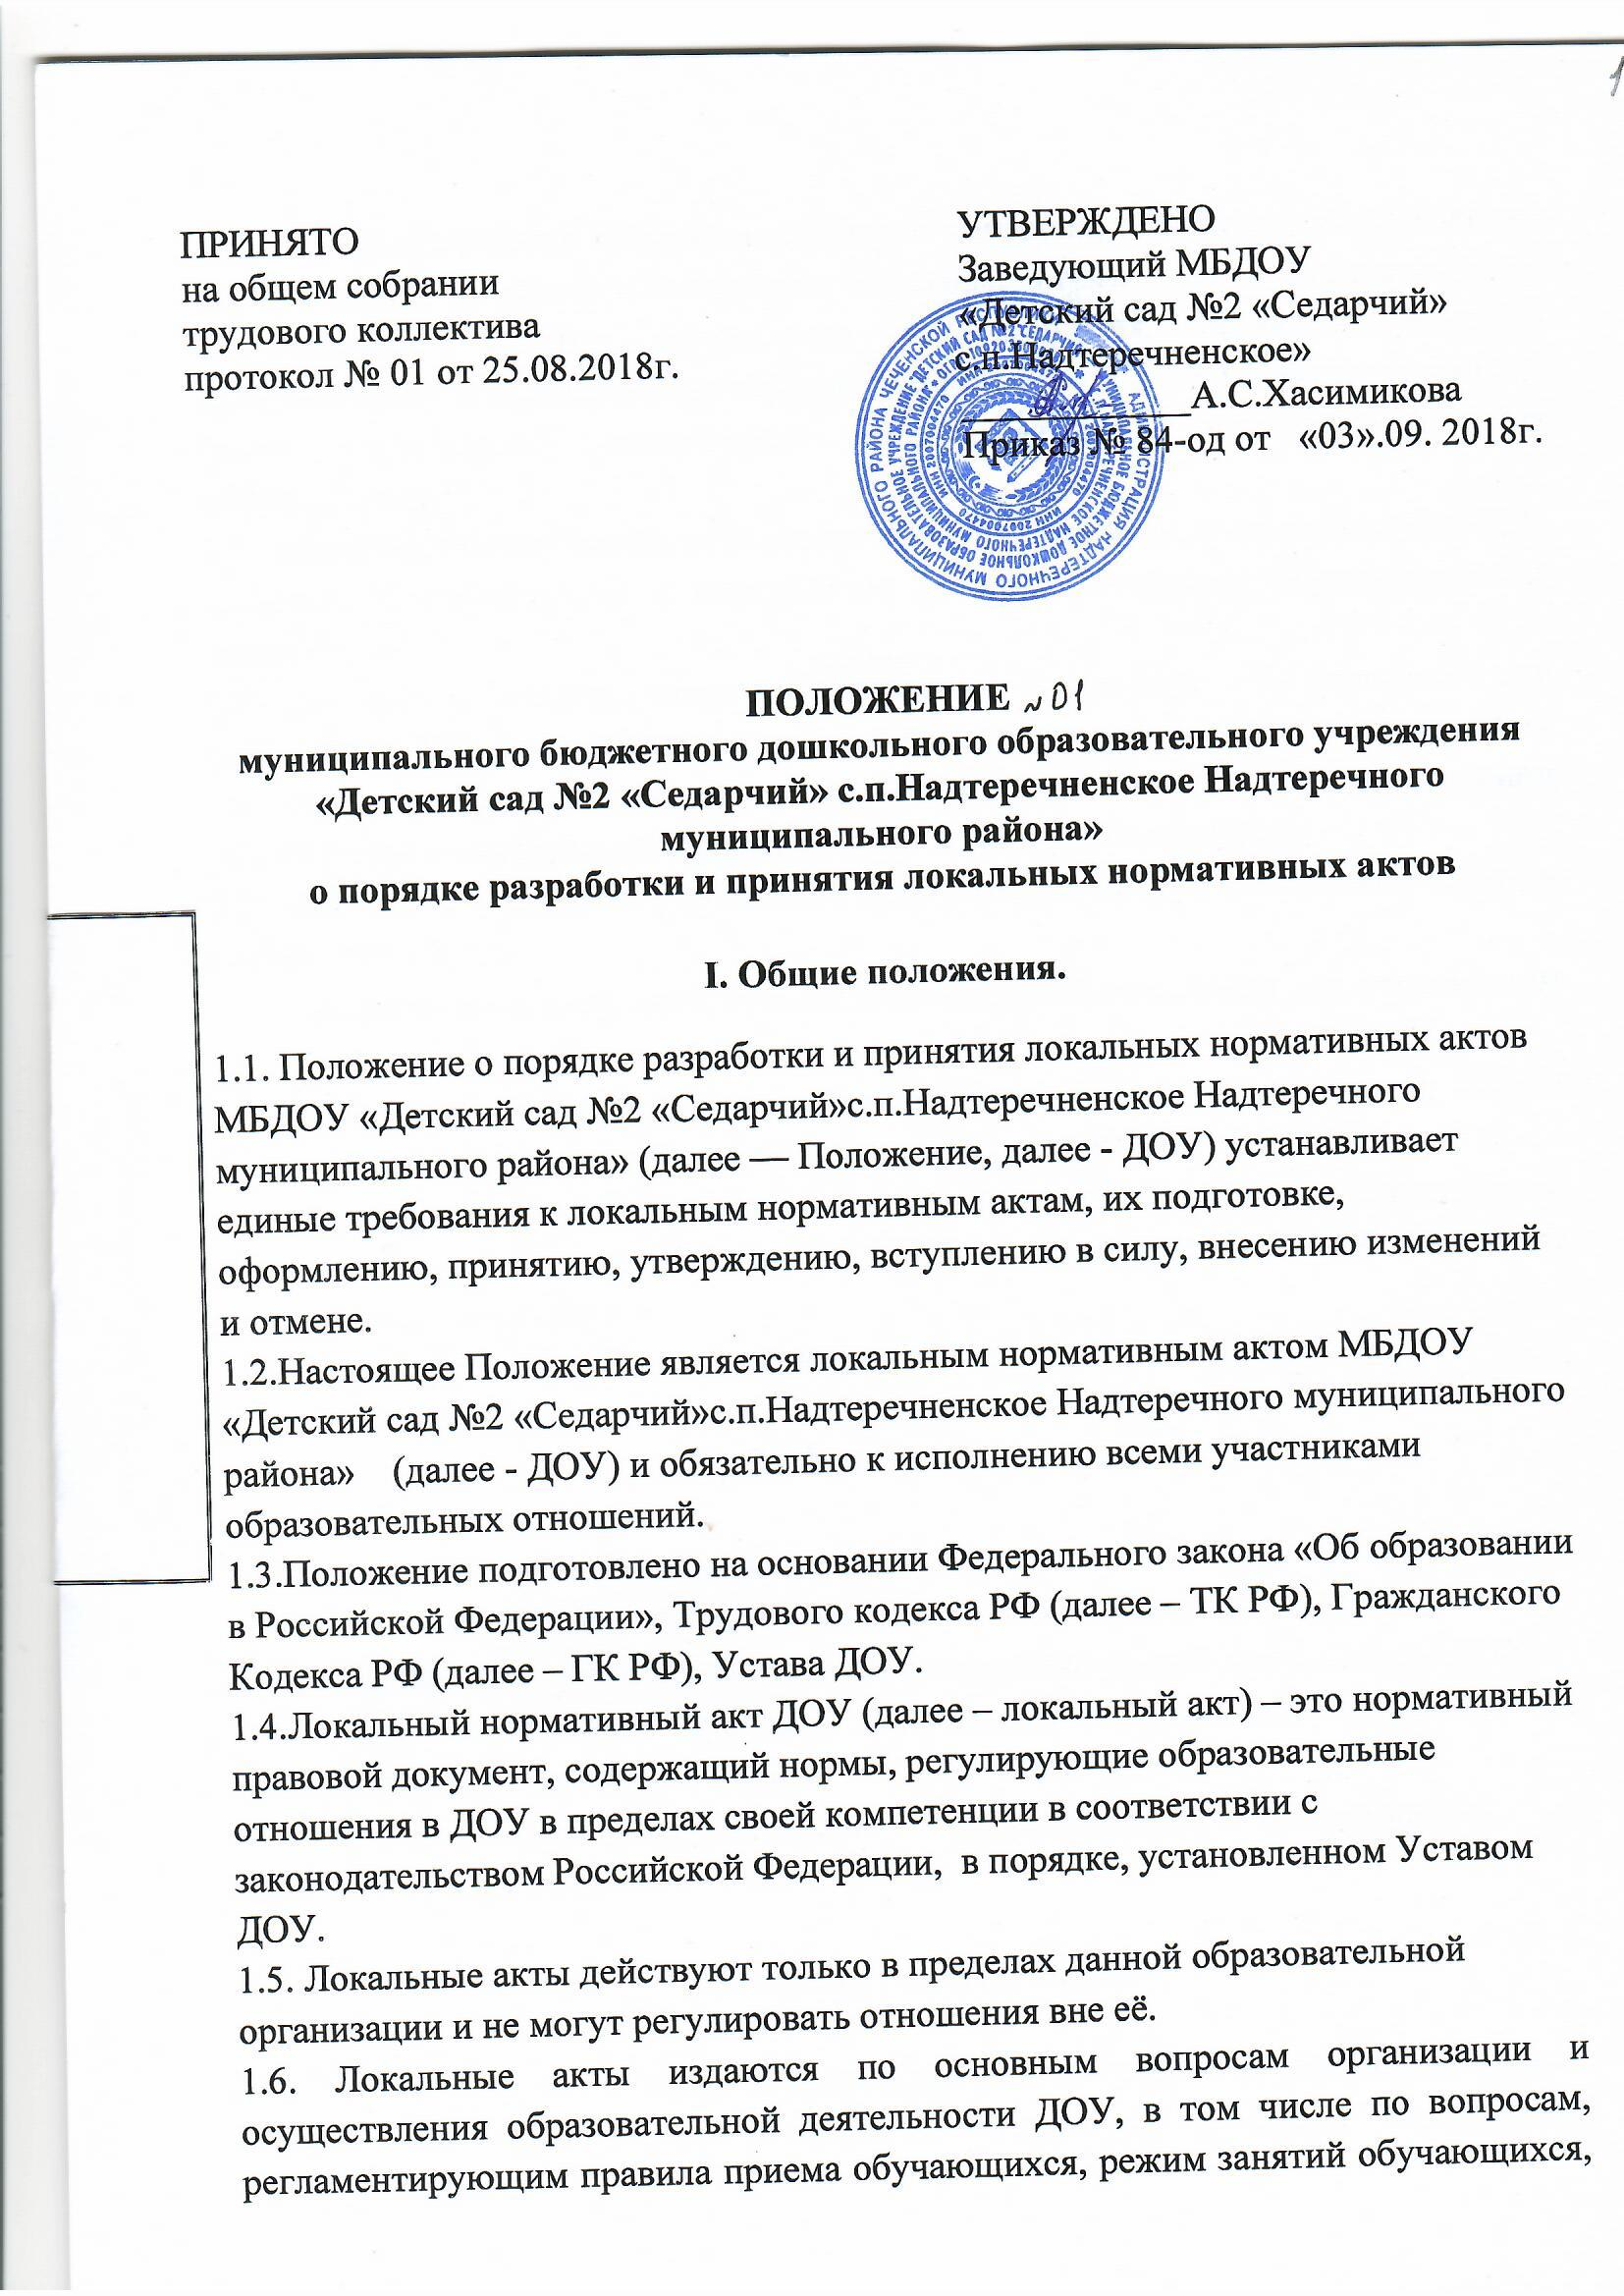 1
ПРИНЯТО
на общем собрании
трудового коллектива
протокол № 01 от 25.08.2018г.
УТВЕРЖДЕНО
Заведующий МБДОУ
«Детский сад №2 «Седарчий»
с.п.Надтеречненское»
____________А.С.Хасимикова
Приказ № 84-од от «03».09. 2018г.
АДМИНИСТРАЦИЯ НАДТЕРЕЧНОГО МУНИЦИПАЛЬНОГО РАЙОНА ЧЕЧЕНСКОЙ РЕСПУБЛИКИ
ИНН 2007004470
ПОЛОЖЕНИЕ №01
муниципального бюджетного дошкольного образовательного учреждения
«Детский сад №2 «Седарчий» с.п.Надтеречненское Надтеречного
муниципального района»
о порядке разработки и принятия локальных нормативных актов
I. Общие положения.
1.1. Положение о порядке разработки и принятия локальных нормативных актов
МБДОУ «Детский сад №2 «Седарчий»с.п.Надтеречненское Надтеречного
муниципального района» (далее — Положение, далее - ДОУ) устанавливает
единые требования к локальным нормативным актам, их подготовке,
оформлению, принятию, утверждению, вступлению в силу, внесению изменений
и отмене.
1.2.Настоящее Положение является локальным нормативным актом МБДОУ
«Детский сад №2 «Седарчий»с.п.Надтеречненское Надтеречного муниципального
района» (далее - ДОУ) и обязательно к исполнению всеми участниками
образовательных отношений.
1.3.Положение подготовлено на основании Федерального закона «Об образовании
в Российской Федерации», Трудового кодекса РФ (далее – ТК РФ), Гражданского
Кодекса РФ (далее – ГК РФ), Устава ДОУ.
1.4.Локальный нормативный акт ДОУ (далее – локальный акт) – это нормативный
правовой документ, содержащий нормы, регулирующие образовательные
отношения в ДОУ в пределах своей компетенции в соответствии с
законодательством Российской Федерации, в порядке, установленном Уставом
ДОУ.
1.5. Локальные акты действуют только в пределах данной образовательной
организации и не могут регулировать отношения вне её.
1.6. Локальные акты издаются по основным вопросам организации и
осуществления образовательной деятельности ДОУ, в том числе по вопросам,
регламентирующим правила приема обучающихся, режим занятий обучающихся,